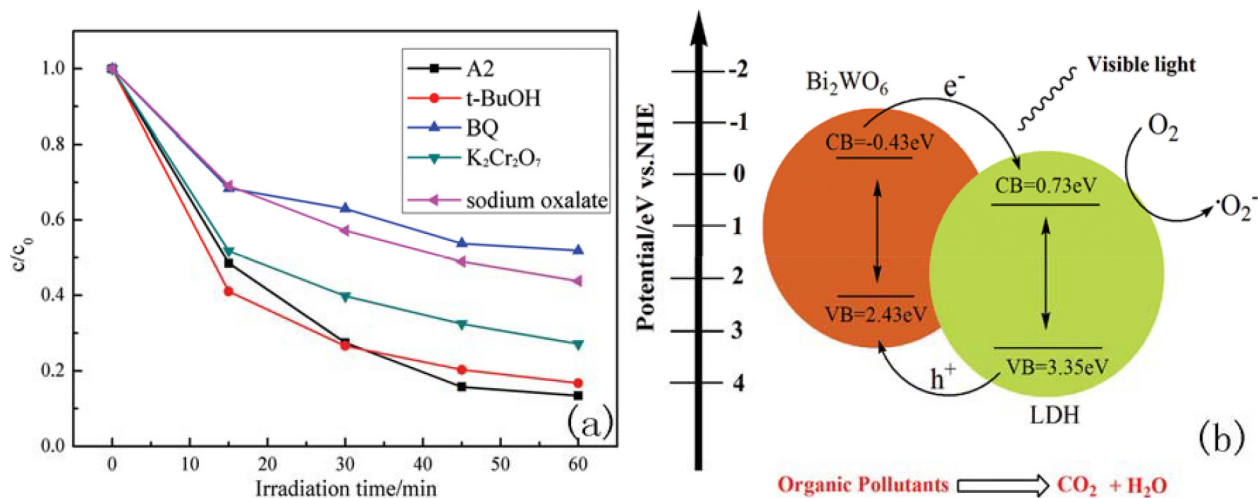 1.0
0.8
0.6
0.4
0.2
0.0
c/c₀
0
10
20
30
40
50
60
Irradiation time/min
A2
t-BuOH
BQ
K₂Cr₂O₇
sodium oxalate
(a)
Potential/eV vs.NHE
-2
-1
0
1
2
3
4
Bi₂WO₆
e⁻
Visible light
CB=-0.43eV
O₂
CB=0.73eV
·O₂⁻
VB=2.43eV
VB=3.35eV
h⁺
LDH
(b)
Organic Pollutants
CO₂ + H₂O